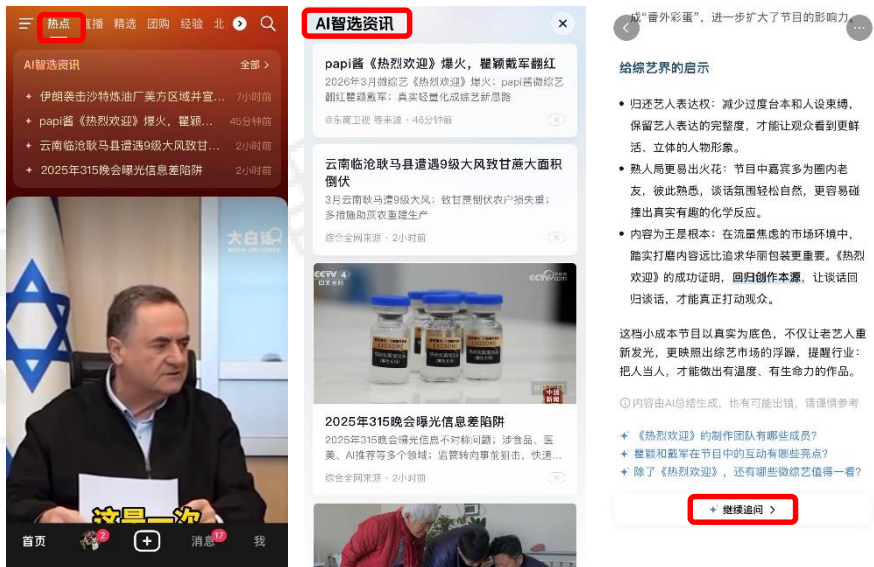 热点 直播 精选 团购 经验 北
AI智选资讯 全部 >
伊朗袭击沙特炼油厂美方区域并宣... 7小时前
papi酱《热烈欢迎》爆火，瞿颖... 45分钟前
云南临沧耿马县遭遇9级大风致甘... 2小时前
2025年315晚会曝光信息差陷阱 2小时前
大白话
这是一次
首页 2 消息 17 我
AI智选资讯
papi酱《热烈欢迎》爆火，瞿颖戴军翻红
2026年3月微综艺《热烈欢迎》爆火：papi酱微综艺
翻红瞿颖戴军；真实轻量化成综艺新思路
@东南卫视 等来源 · 46分钟前
云南临沧耿马县遭遇9级大风致甘蔗大面积
倒伏
3月云南耿马遭9级大风；致甘蔗倒伏农户损失重；
多措施助蔗农重建生产
综合全网来源 · 2小时前
CCTV 4
中文国际
CCTV.com
EXOSOME
EXOSOME
EXOSOME
中国
新闻
2025年315晚会曝光信息差陷阱
2025年315晚会曝光信息不对称问题；涉食品、医
美、AI推荐等多个领域；监管转向事前狙击，快速...
综合全网来源 · 2小时前
成“番外彩蛋”，进一步扩大了节目的影响力。
给综艺界的启示
• 归还艺人表达权：减少过度台本和人设束缚，
保留艺人表达的完整度，才能让观众看到更鲜
活、立体的人物形象。
• 熟人局更易出火花：节目中嘉宾多为圈内老
友，彼此熟悉，谈话氛围轻松自然，更容易碰
撞出真实有趣的化学反应。
• 内容为王是根本：在流量焦虑的市场环境中，
踏实打磨内容远比追求华丽包装更重要。《热烈
欢迎》的成功证明，回归创作本源，让谈话回
归谈话，才能真正打动观众。
这档小成本节目以真实为底色，不仅让老艺人重
新发光，更映照出综艺市场的浮躁，提醒行业：
把人当人，才能做出有温度、有生命力的作品。
内容由AI总结生成，也有可能出错，请谨慎参考
《热烈欢迎》的制作团队有哪些成员?
瞿颖和戴军在节目中的互动有哪些亮点?
除了《热烈欢迎》，还有哪些微综艺值得一看?
继续追问 >